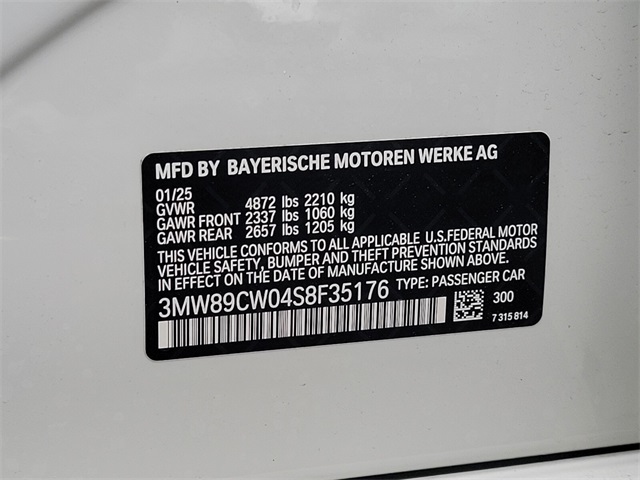 MFD BY BAYERISCHE MOTOREN WERKE AG
01/25
GVWR 4872 lbs 2210 kg
GAWR FRONT 2337 lbs 1060 kg
GAWR REAR 2657 lbs 1205 kg
THIS VEHICLE CONFORMS TO ALL APPLICABLE U.S.FEDERAL MOTOR
VEHICLE SAFETY, BUMPER AND THEFT PREVENTION STANDARDS
IN EFFECT ON THE DATE OF MANUFACTURE SHOWN ABOVE.
3MW89CW04S8F35176 TYPE: PASSENGER CAR
300
7 315 814